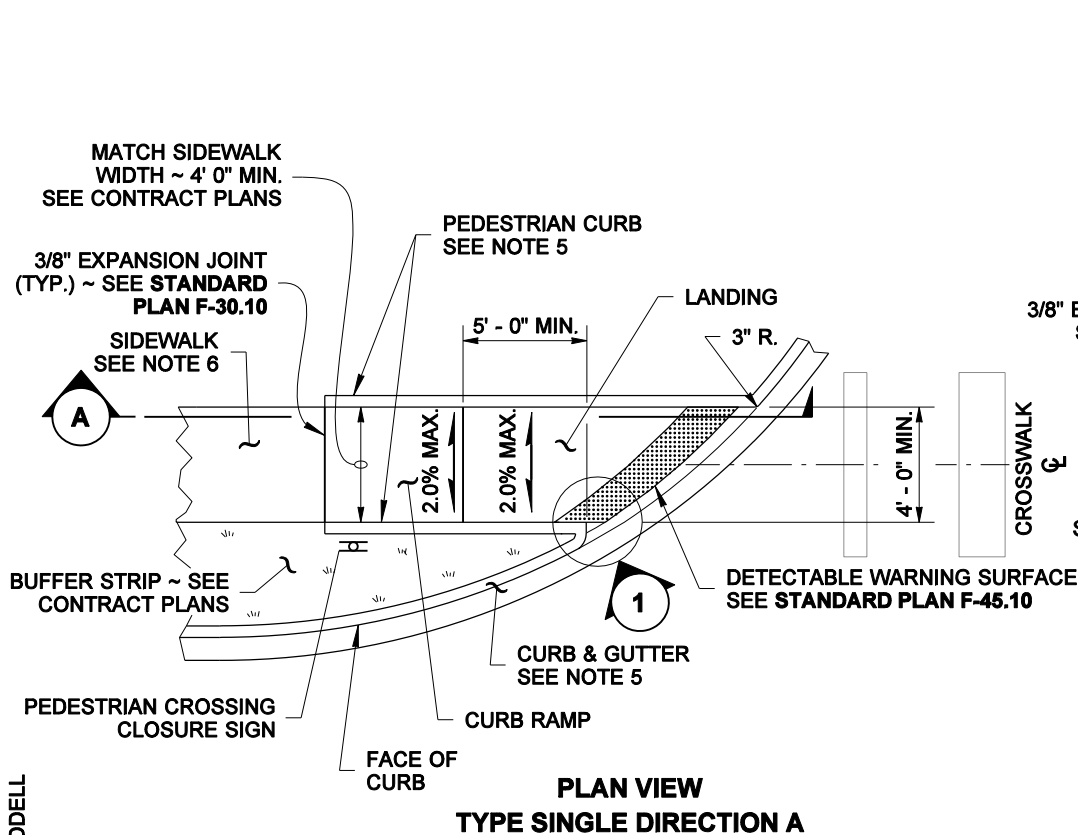 MATCH SIDEWALK
WIDTH ~ 4' 0" MIN.
SEE CONTRACT PLANS
PEDESTRIAN CURB
SEE NOTE 5
3/8" EXPANSION JOINT
(TYP.) ~ SEE STANDARD
PLAN F-30.10
LANDING
3/8" E
5' - 0" MIN.
3" R.
S
SIDEWALK
SEE NOTE 6
A
2.0% MAX.
2.0% MAX.
4' - 0" MIN.
CROSSWALK
CL
S
BUFFER STRIP ~ SEE
CONTRACT PLANS
DETECTABLE WARNING SURFACE
SEE STANDARD PLAN F-45.10
1
CURB & GUTTER
SEE NOTE 5
PEDESTRIAN CROSSING
CLOSURE SIGN
CURB RAMP
FACE OF
CURB
PLAN VIEW
TYPE SINGLE DIRECTION A
DDELL